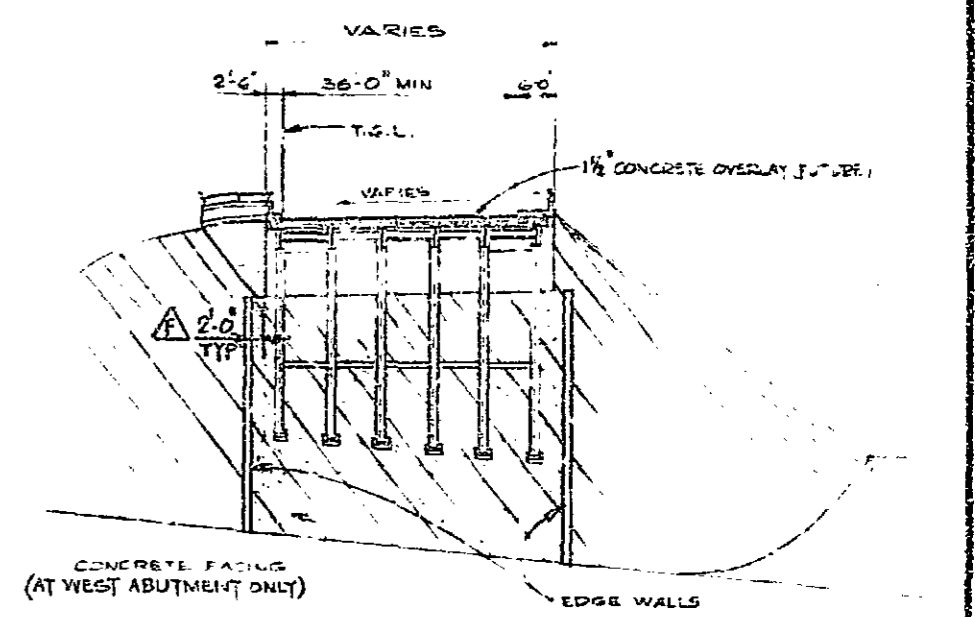 VARIES
2'-6" 36'-0" MIN 6'-0"
T.G.L.
1½" CONCRETE OVERLAY (FUTURE)
VARIES
F 2'-0"
TYP
CONCRETE FACING
(AT WEST ABUTMENT ONLY)
EDGE WALLS